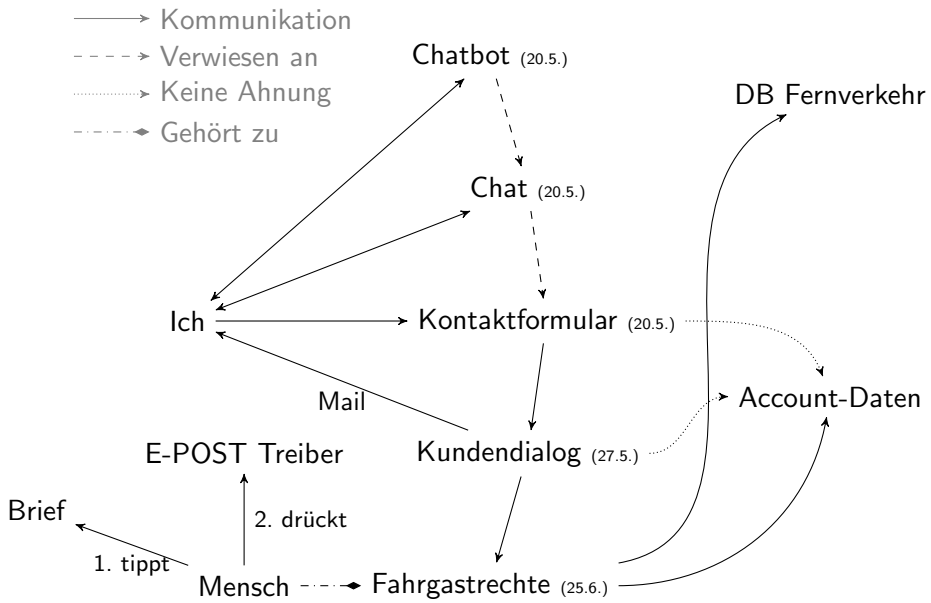 Kommunikation
Verwiesen an
Keine Ahnung
Gehört zu
Chatbot (20.5.)
DB Fernverkehr
Chat (20.5.)
Ich
Kontaktformular (20.5.)
Mail
Account-Daten
Kundendialog (27.5.)
E-POST Treiber
Brief
2. drückt
1. tippt
Mensch
Fahrgastrechte (25.6.)